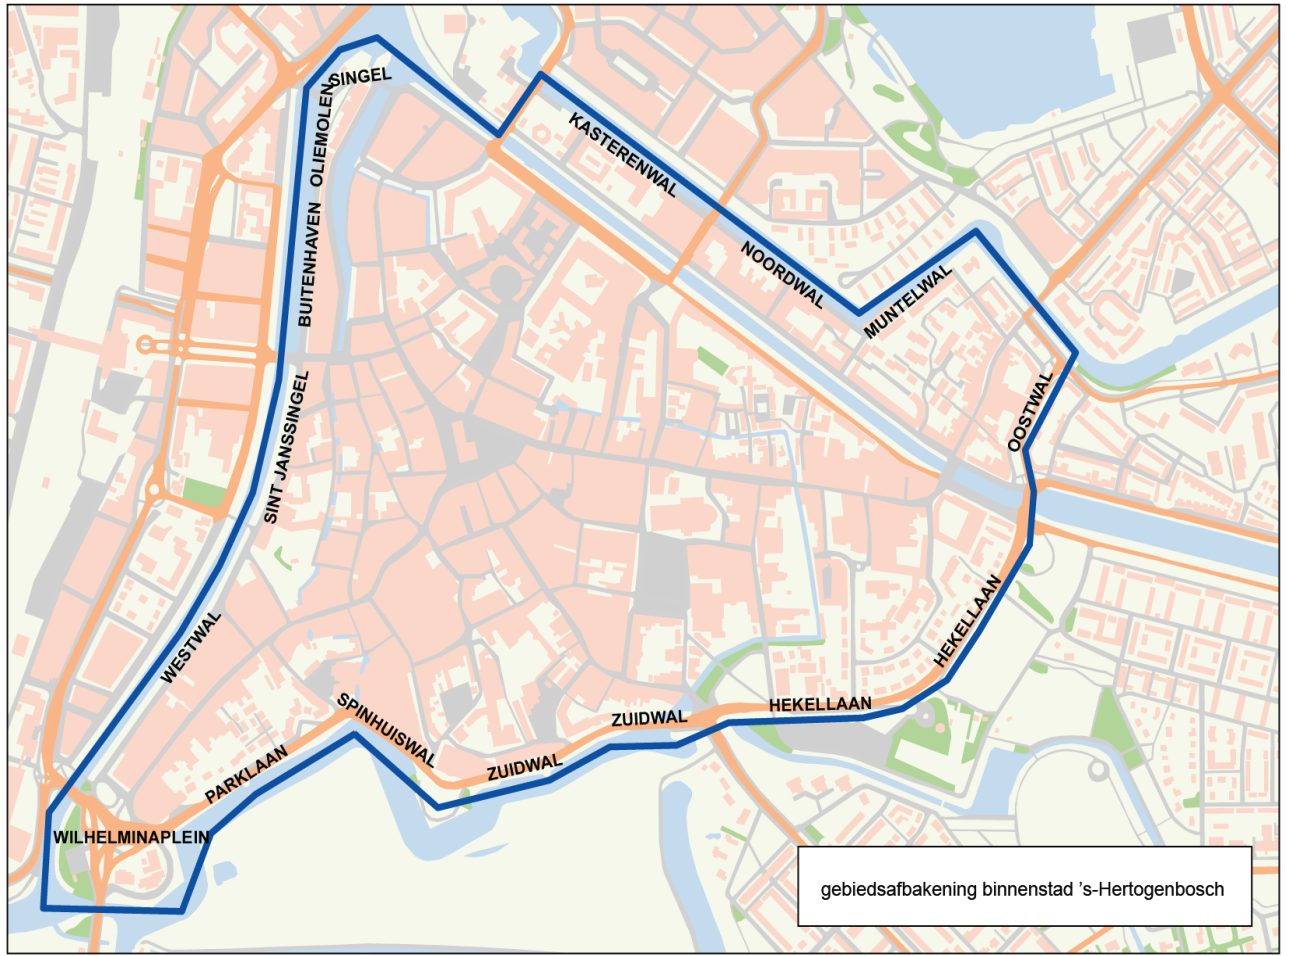 SINGEL
OLIEMOLEN
BUITENHAVEN
KASTERENWAL
NOORDWAL
MUNTELWAL
OOSTWAL
SINT JANSSINGEL
WESTWAL
HEKELLAAN
HEKELLAAN
SPINHUISWAL
ZUIDWAL
ZUIDWAL
PARKLAAN
WILHELMINAPLEIN
gebiedsafbakening binnenstad 's-Hertogenbosch